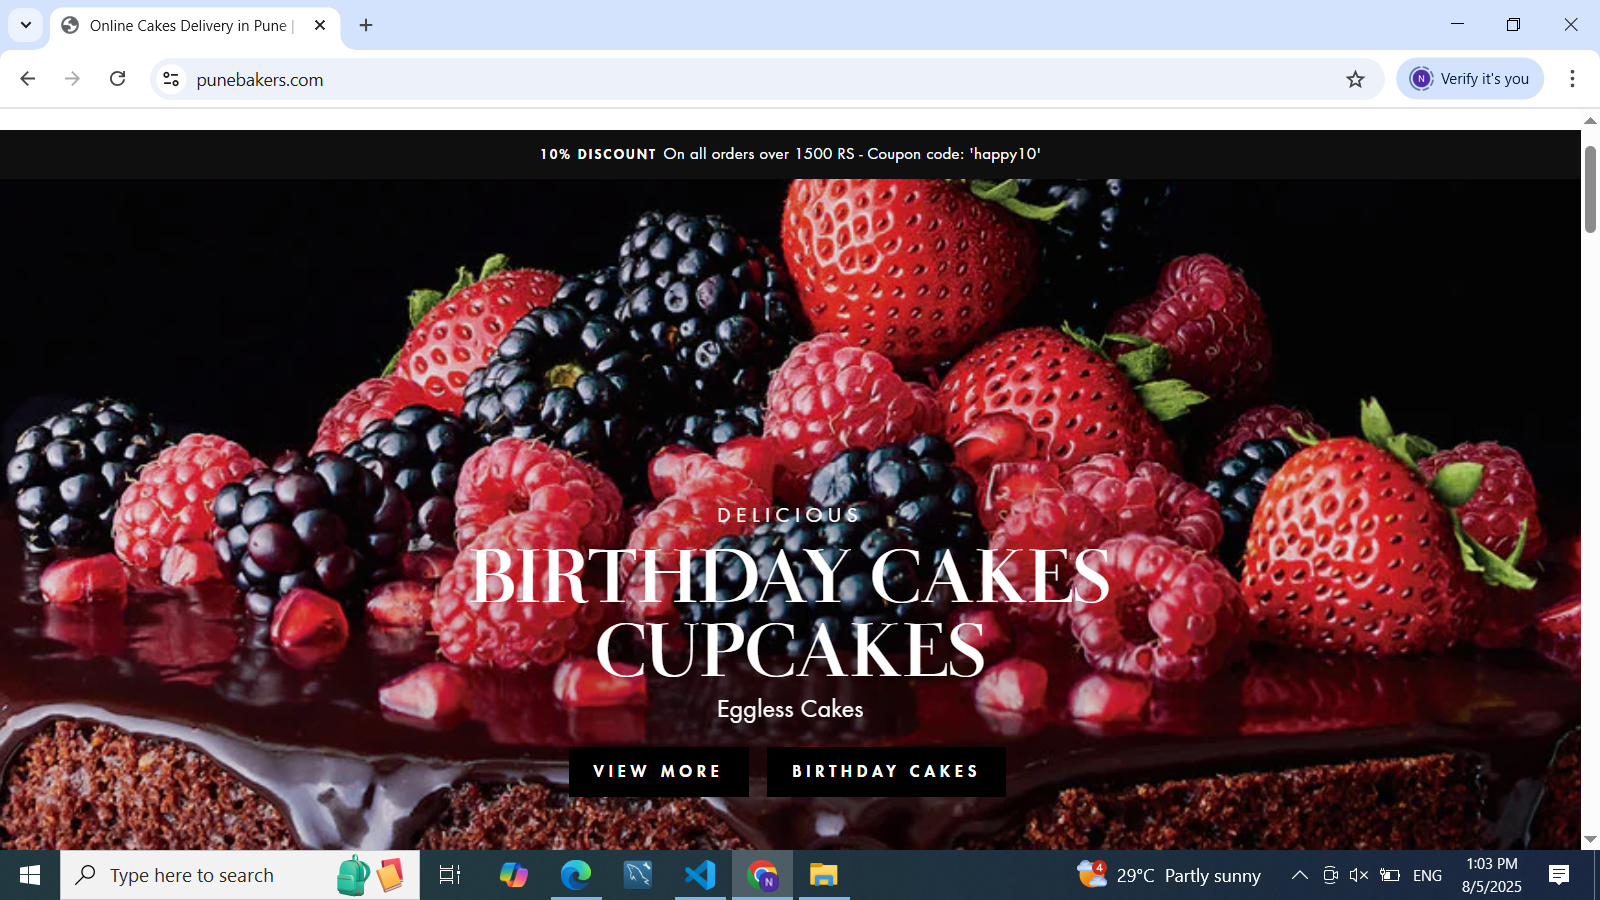 Online Cakes Delivery in Pune |
punebakers.com
N
Verify it's you
10% DISCOUNT On all orders over 1500 RS - Coupon code: 'happy10'
DELICIOUS
BIRTHDAY CAKES
CUPCAKES
Eggless Cakes
VIEW MORE
BIRTHDAY CAKES
Type here to search
N
4
29°C Partly sunny
ENG
1:03 PM
8/5/2025